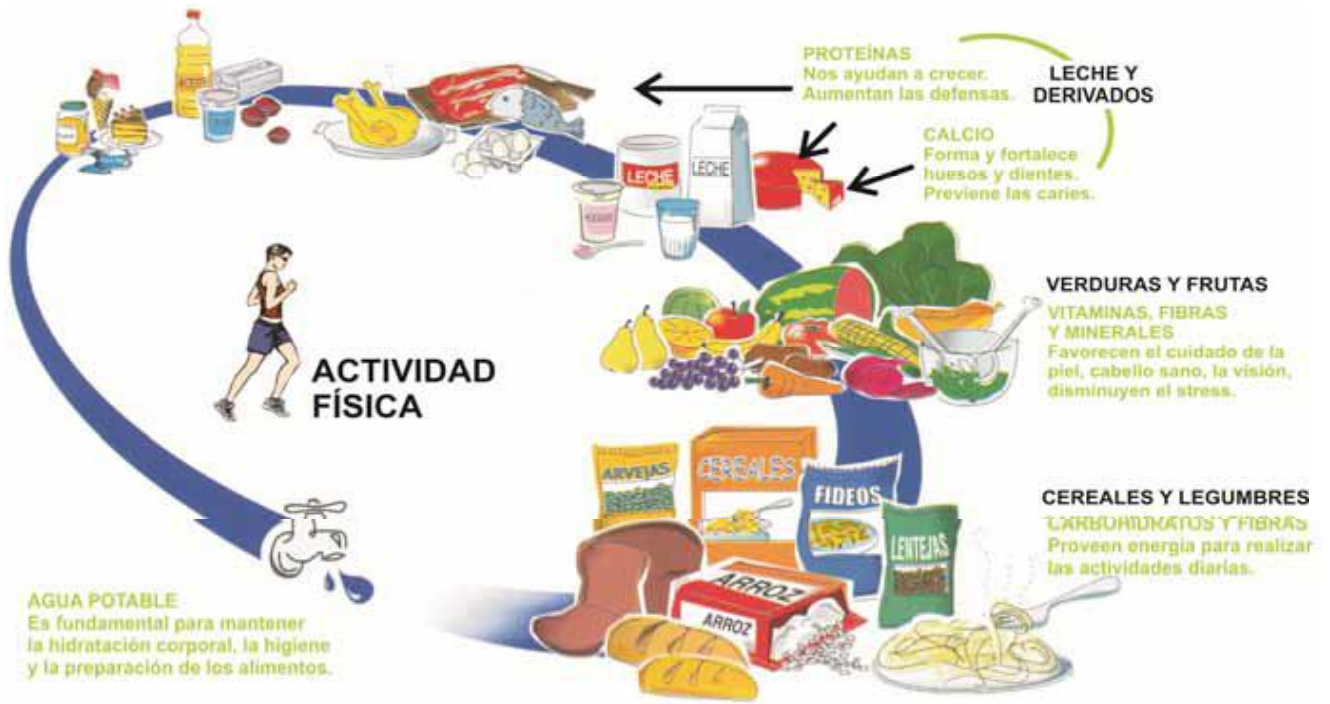 PROTEÍNAS
Nos ayudan a crecer.
Aumentan las defensas.
LECHE Y
DERIVADOS
CALCIO
Forma y fortalece
huesos y dientes.
Previene las caries.
LECHE
LECHE
VERDURAS Y FRUTAS
VITAMINAS, FIBRAS
Y MINERALES
Favorecen el cuidado de la
piel, cabello sano, la visión,
disminuyen el stress.
ACTIVIDAD
FÍSICA
ARVEJAS
CEREALES
FIDEOS
LENTEJAS
ARROZ
ARROZ
CEREALES Y LEGUMBRES
CARBOHIDRATOS Y FIBRAS
Proveen energía para realizar
las actividades diarias.
AGUA POTABLE
Es fundamental para mantener
la hidratación corporal, la higiene
y la preparación de los alimentos.